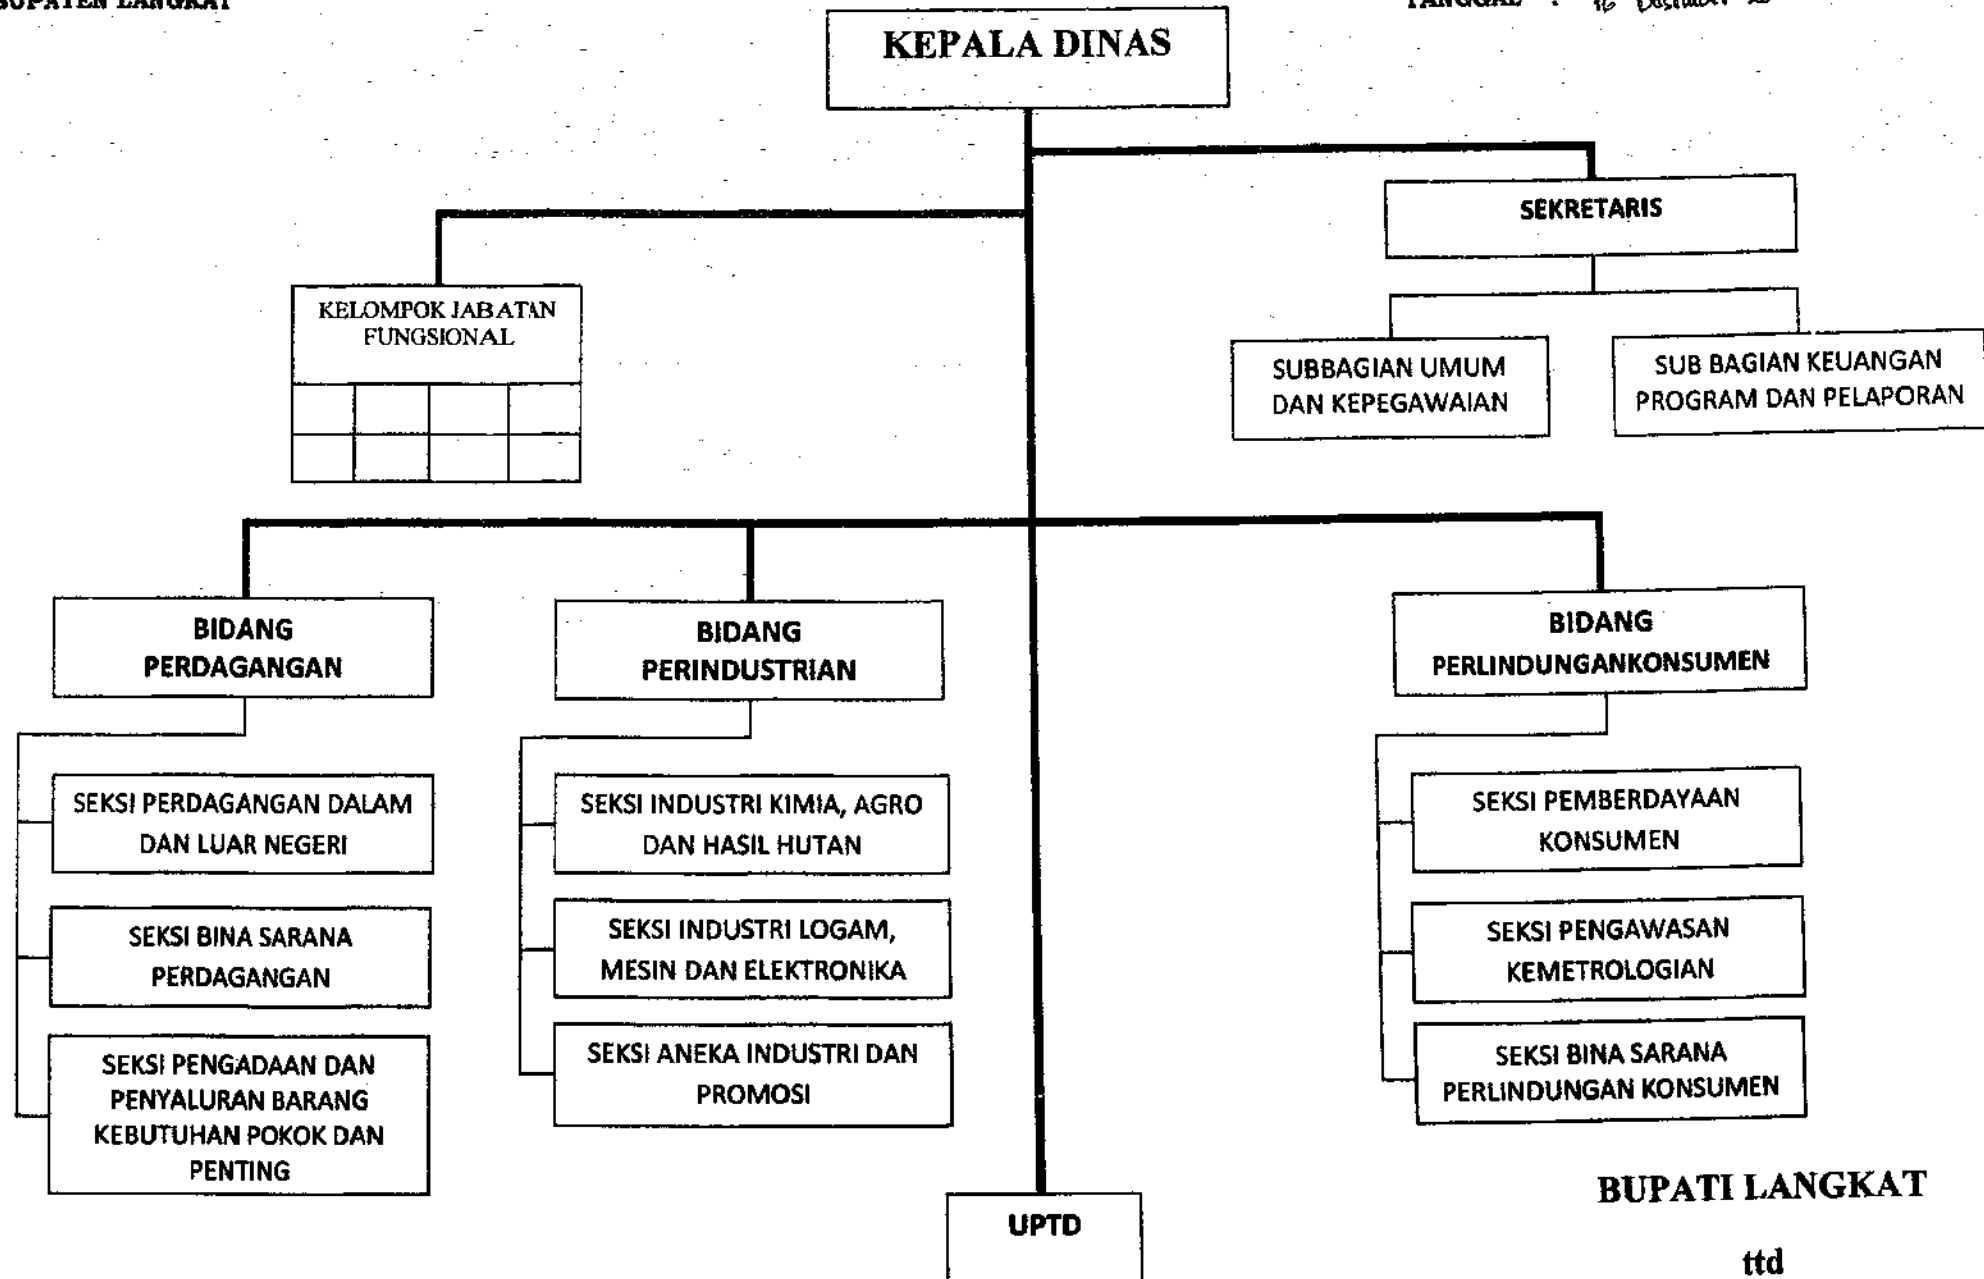 TANGGAL :
KEPALA DINAS
SEKRETARIS
KELOMPOK JABATAN
FUNGSIONAL
SUBBAGIAN UMUM
DAN KEPEGAWAIAN
SUB BAGIAN KEUANGAN
PROGRAM DAN PELAPORAN
BIDANG
PERDAGANGAN
BIDANG
PERINDUSTRIAN
BIDANG
PERLINDUNGANKONSUMEN
SEKSI PERDAGANGAN DALAM
DAN LUAR NEGERI
SEKSI BINA SARANA
PERDAGANGAN
SEKSI PENGADAAN DAN
PENYALURAN BARANG
KEBUTUHAN POKOK DAN
PENTING
SEKSI INDUSTRI KIMIA, AGRO
DAN HASIL HUTAN
SEKSI INDUSTRI LOGAM,
MESIN DAN ELEKTRONIKA
SEKSI ANEKA INDUSTRI DAN
PROMOSI
SEKSI PEMBERDAYAAN
KONSUMEN
SEKSI PENGAWASAN
KEMETROLOGIAN
SEKSI BINA SARANA
PERLINDUNGAN KONSUMEN
UPTD
BUPATI LANGKAT
ttd